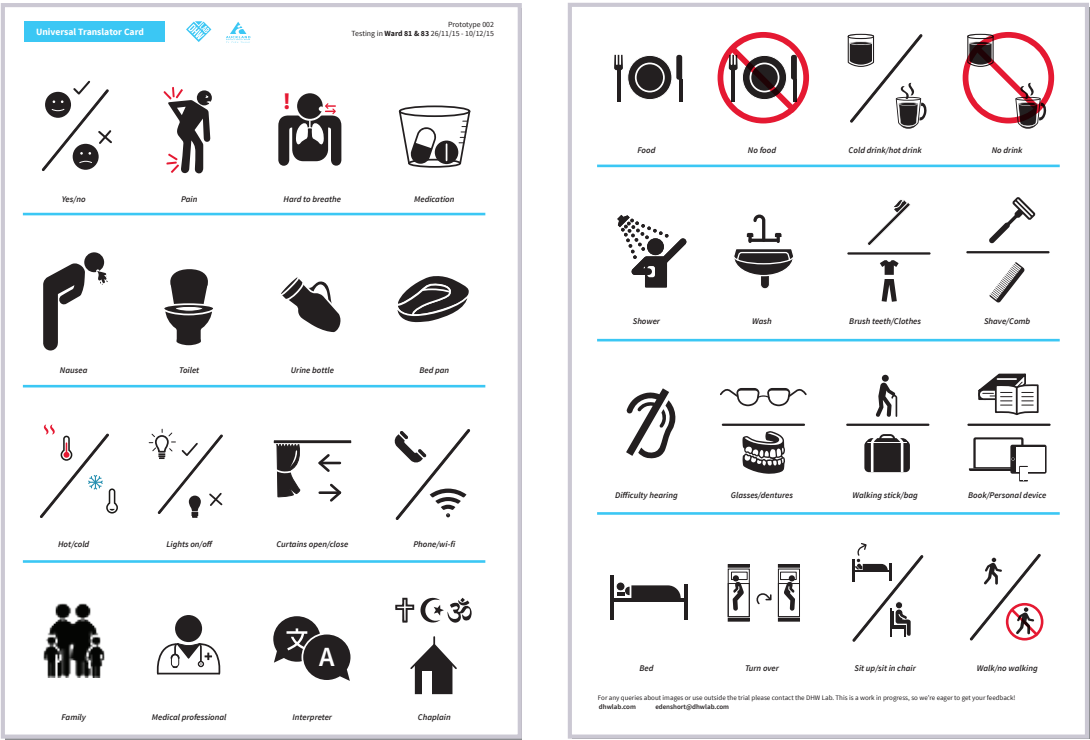 Universal Translator Card
Prototype 002
Testing in Ward 81 & 83 26/11/15 - 10/12/15
Yes/no
Pain
Hard to breathe
Medication
Nausea
Toilet
Urine bottle
Bed pan
Hot/cold
Lights on/off
Curtains open/close
Phone/wi-fi
文
A
Family
Medical professional
Interpreter
Chaplain
Food
No food
Cold drink/hot drink
No drink
Shower
Wash
Brush teeth/Clothes
Shave/Comb
Difficulty hearing
Glasses/dentures
Walking stick/bag
Book/Personal device
Bed
Turn over
Sit up/sit in chair
Walk/no walking
For any queries about images or use outside the trial please contact the DHW Lab. This is a work in progress, so we're eager to get your feedback!
dhwlab.com edenshort@dhwlab.com